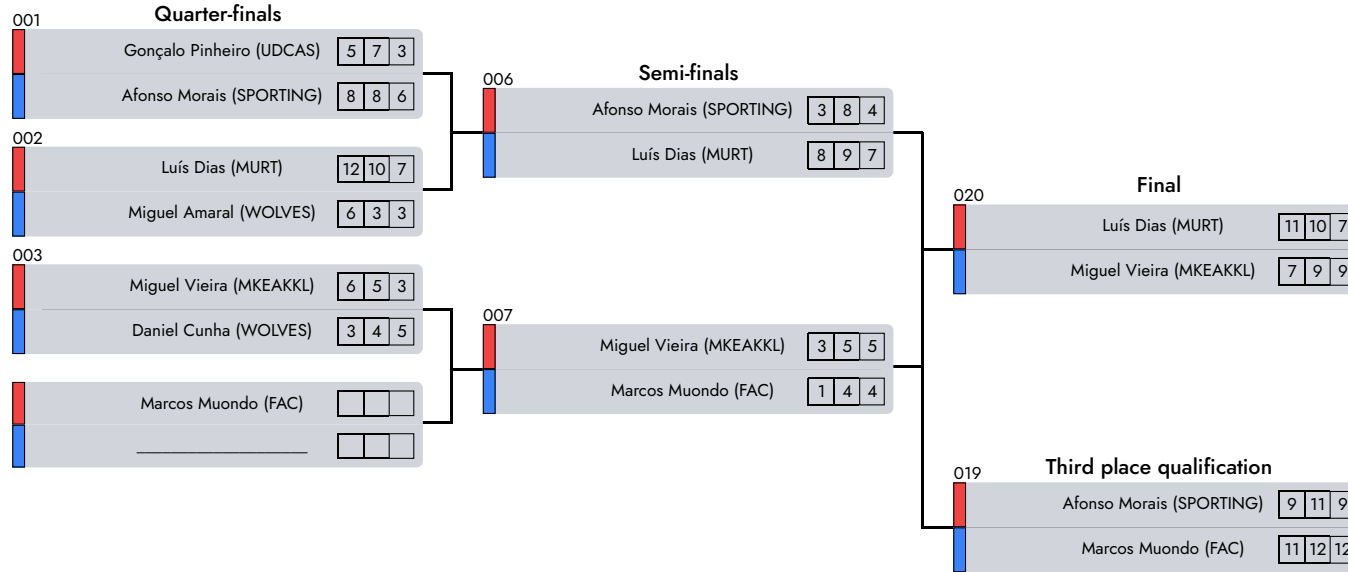 Quarter-finals
001
Gonçalo Pinheiro (UDCAS) 5 7 3
Afonso Morais (SPORTING) 8 8 6
002
Luís Dias (MURT) 12 10 7
Miguel Amaral (WOLVES) 6 3 3
003
Miguel Vieira (MKEAKKL) 6 5 3
Daniel Cunha (WOLVES) 3 4 5
Marcos Muondo (FAC)
____________________
Semi-finals
006
Afonso Morais (SPORTING) 3 8 4
Luís Dias (MURT) 8 9 7
007
Miguel Vieira (MKEAKKL) 3 5 5
Marcos Muondo (FAC) 1 4 4
Final
020
Luís Dias (MURT) 11 10 7
Miguel Vieira (MKEAKKL) 7 9 9
Third place qualification
019
Afonso Morais (SPORTING) 9 11 9
Marcos Muondo (FAC) 11 12 12